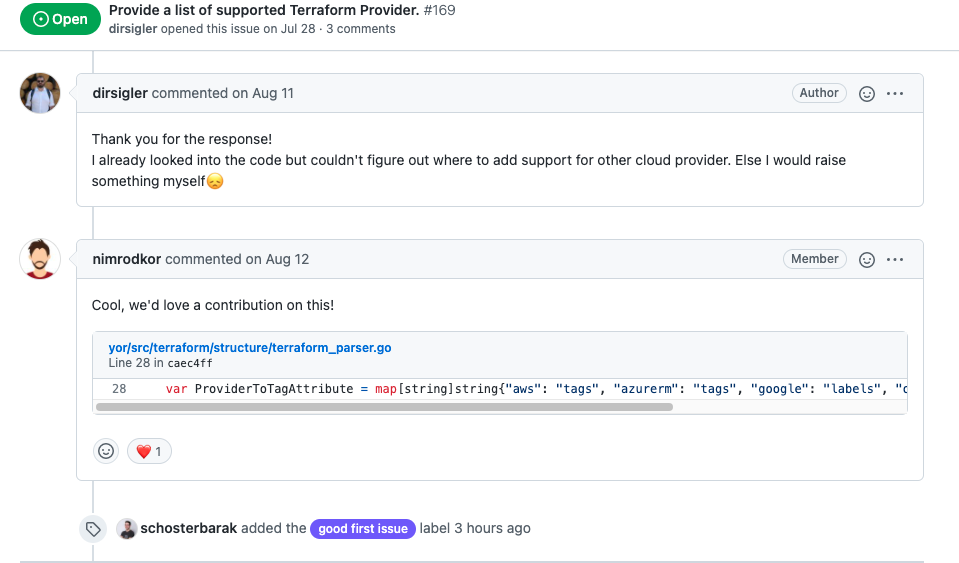 Open
Provide a list of supported Terraform Provider. #169
dirsigler opened this issue on Jul 28 · 3 comments
dirsigler commented on Aug 11 Author
Thank you for the response!
I already looked into the code but couldn't figure out where to add support for other cloud provider. Else I would raise
something myself😞
nimrodkor commented on Aug 12 Member
Cool, we'd love a contribution on this!
yor/src/terraform/structure/terraform_parser.go
Line 28 in caec4ff
28 var ProviderToTagAttribute = map[string]string{"aws": "tags", "azurerm": "tags", "google": "labels", "
❤️ 1
schosterbarak added the good first issue label 3 hours ago